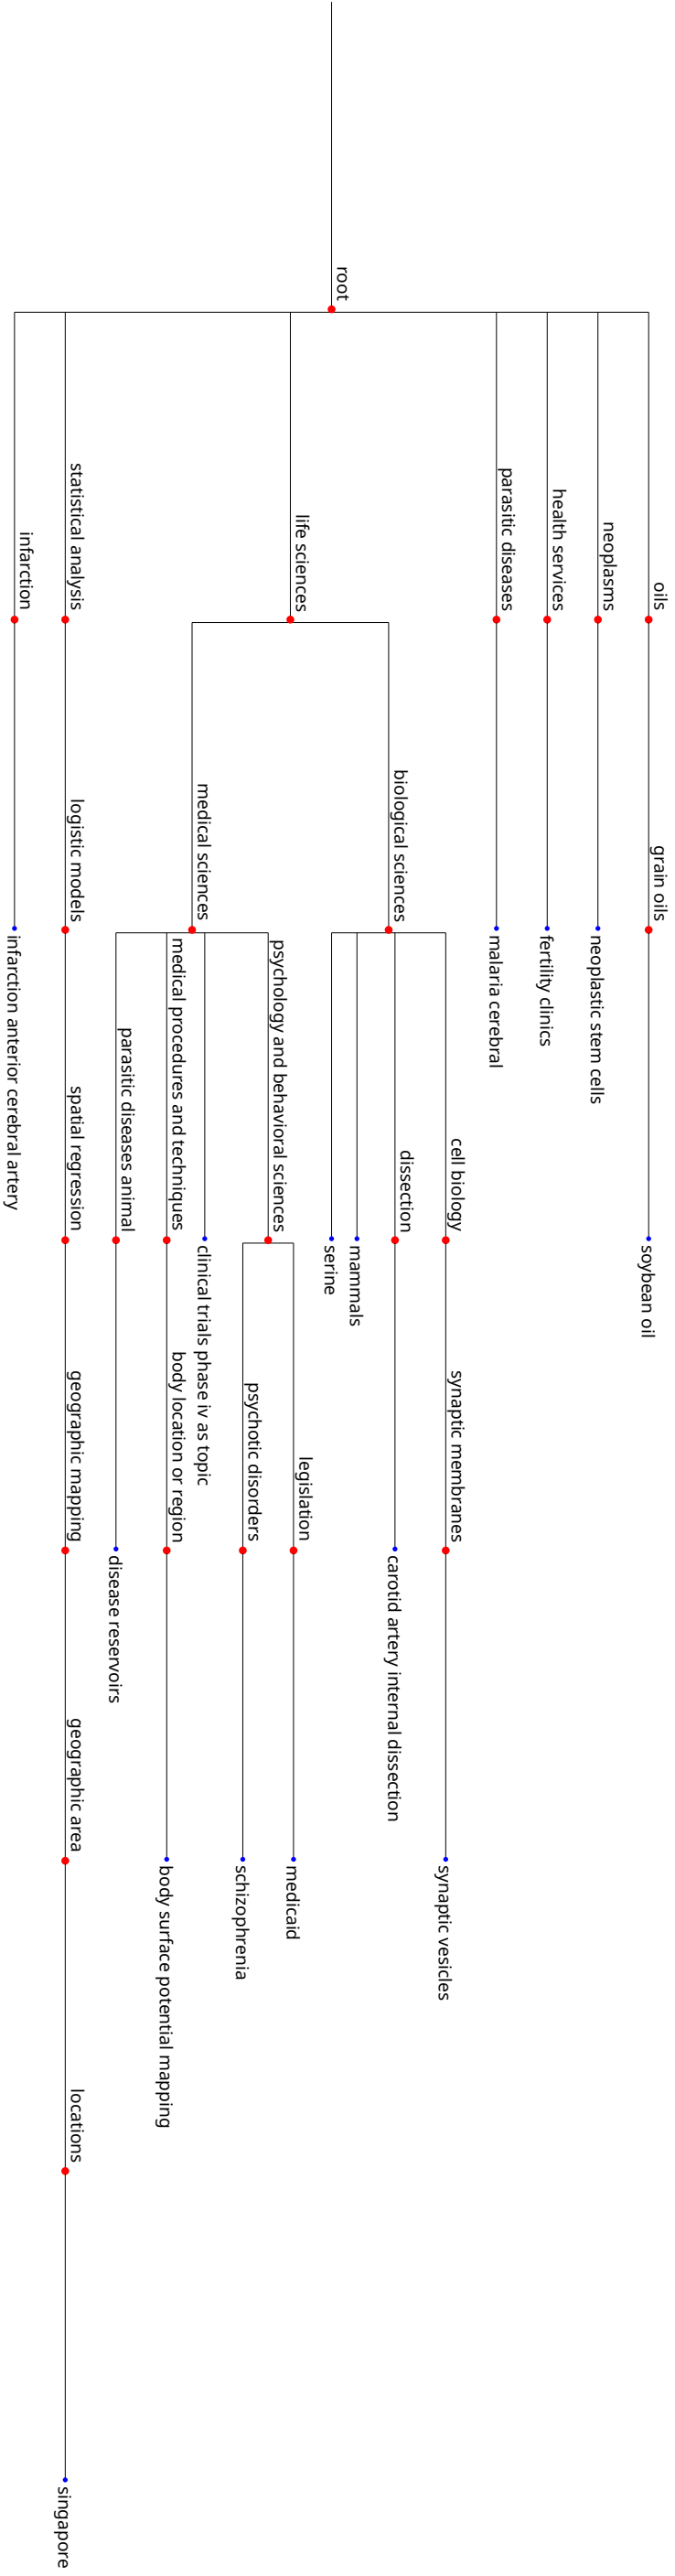 root
oils
neoplasms
health services
parasitic diseases
life sciences
statistical analysis
infarction
grain oils
biological sciences
medical sciences
logistic models
neoplastic stem cells
fertility clinics
malaria cerebral
infarction anterior cerebral artery
cell biology
dissection
psychology and behavioral sciences
medical procedures and techniques
parasitic diseases animal
spatial regression
soybean oil
mammals
serine
clinical trials phase iv as topic
synaptic membranes
legislation
psychotic disorders
body location or region
geographic mapping
carotid artery internal dissection
disease reservoirs
geographic area
synaptic vesicles
medicaid
schizophrenia
body surface potential mapping
locations
singapore